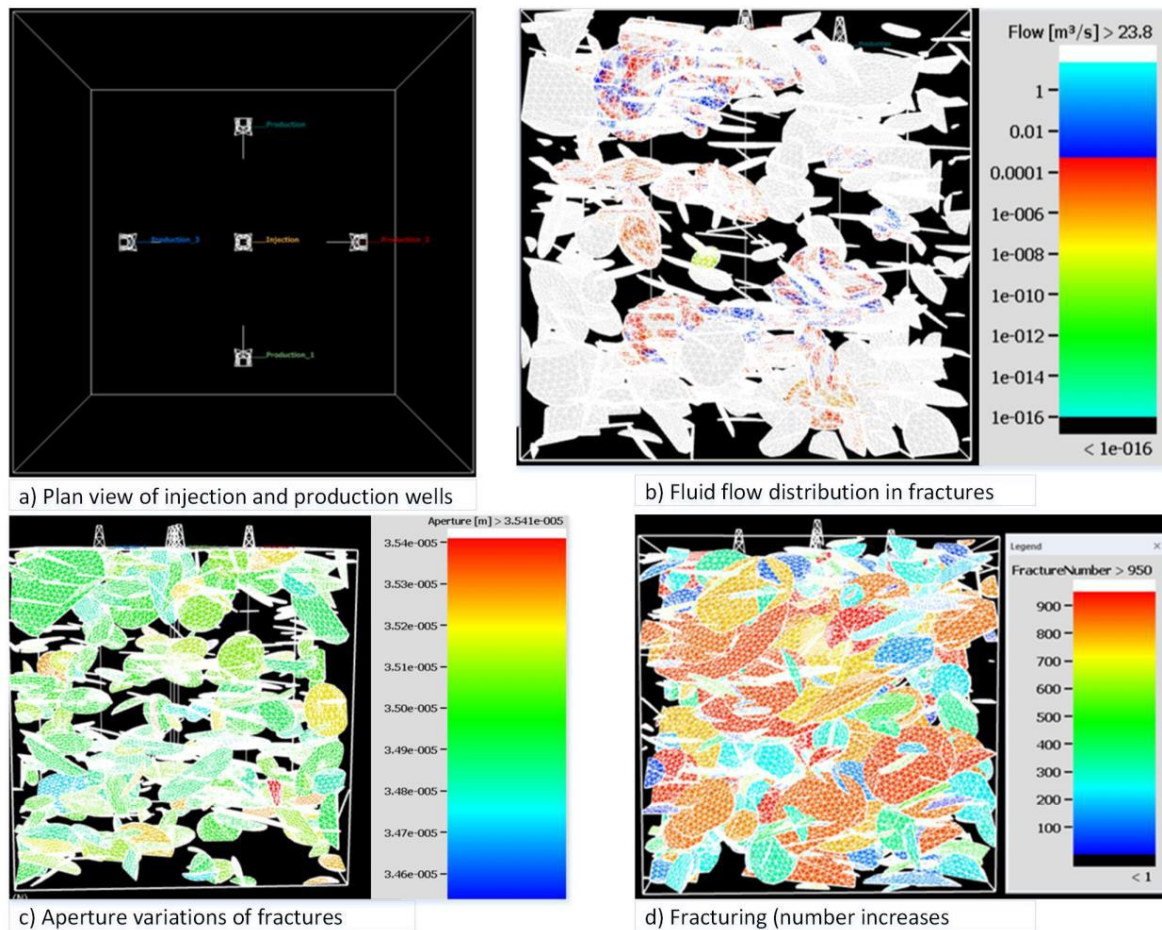 Production
Production_3
Injection
Production_2
Production_1
a) Plan view of injection and production wells
Production
Flow [m³/s] > 23.8
1
0.01
0.0001
1e-006
1e-008
1e-010
1e-012
1e-014
1e-016
< 1e-016
b) Fluid flow distribution in fractures
Aperture [m] > 3.541e-005
3.54e-005
3.53e-005
3.52e-005
3.51e-005
3.50e-005
3.49e-005
3.48e-005
3.47e-005
3.46e-005
c) Aperture variations of fractures
Legend
FractureNumber > 950
900
800
700
600
500
400
300
200
100
< 1
d) Fracturing (number increases